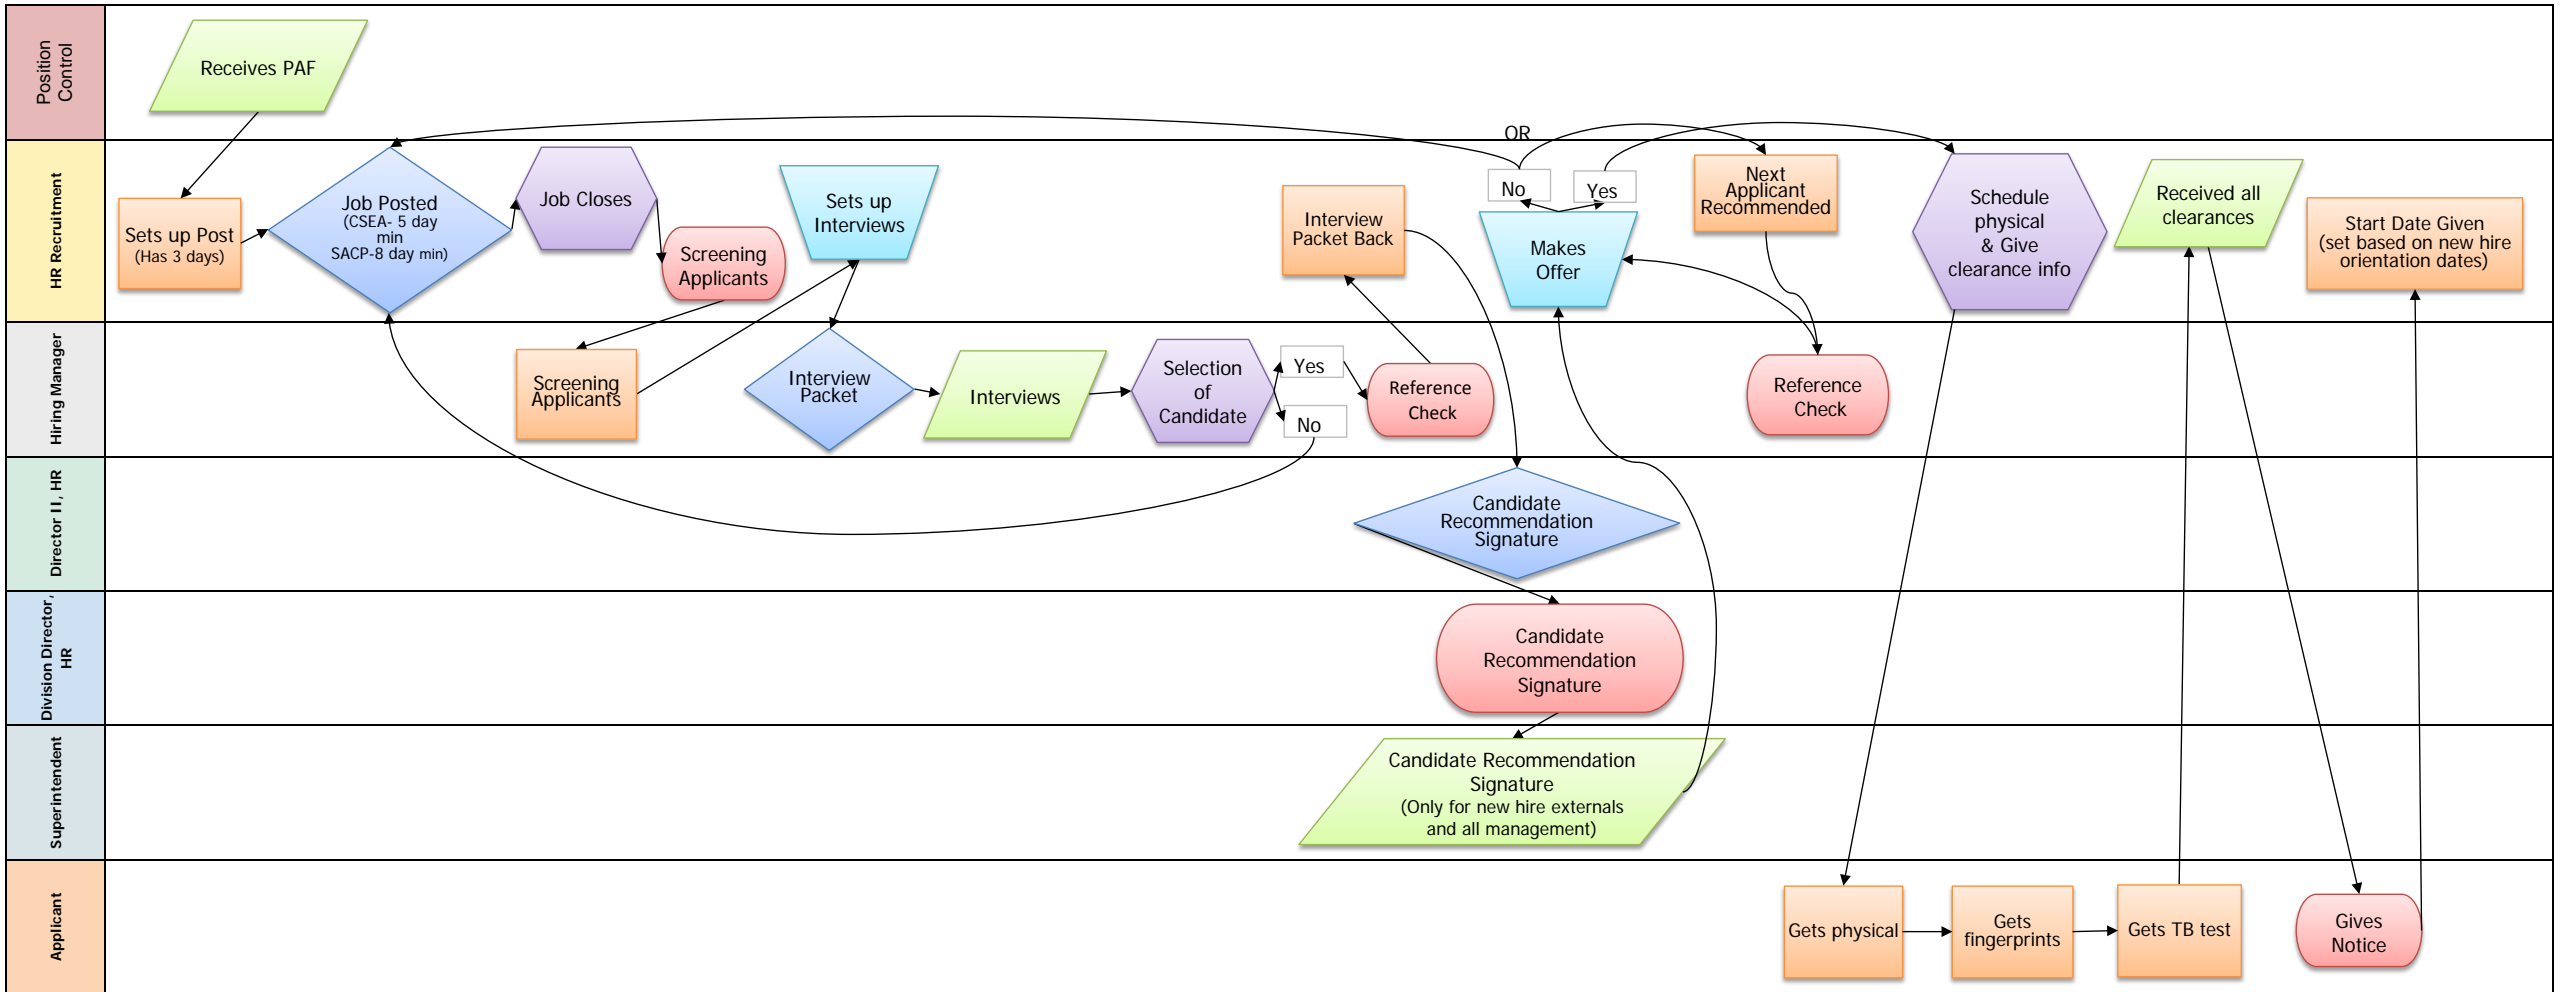 Position
Control
Receives PAF
OR
HR Recruitment
Sets up Post
(Has 3 days)
Job Posted
(CSEA- 5 day
min
SACP-8 day min)
Job Closes
Screening
Applicants
Sets up
Interviews
Interview
Packet Back
No
Yes
Makes
Offer
Next
Applicant
Recommended
Schedule
physical
& Give
clearance info
Received all
clearances
Start Date Given
(set based on new hire
orientation dates)
Hiring Manager
Screening
Applicants
Interview
Packet
Interviews
Selection
of
Candidate
Yes
No
Reference
Check
Reference
Check
Director II, HR
Candidate
Recommendation
Signature
Division Director,
HR
Candidate
Recommendation
Signature
Superintendent
Candidate Recommendation
Signature
(Only for new hire externals
and all management)
Applicant
Gets physical
Gets
fingerprints
Gets TB test
Gives
Notice